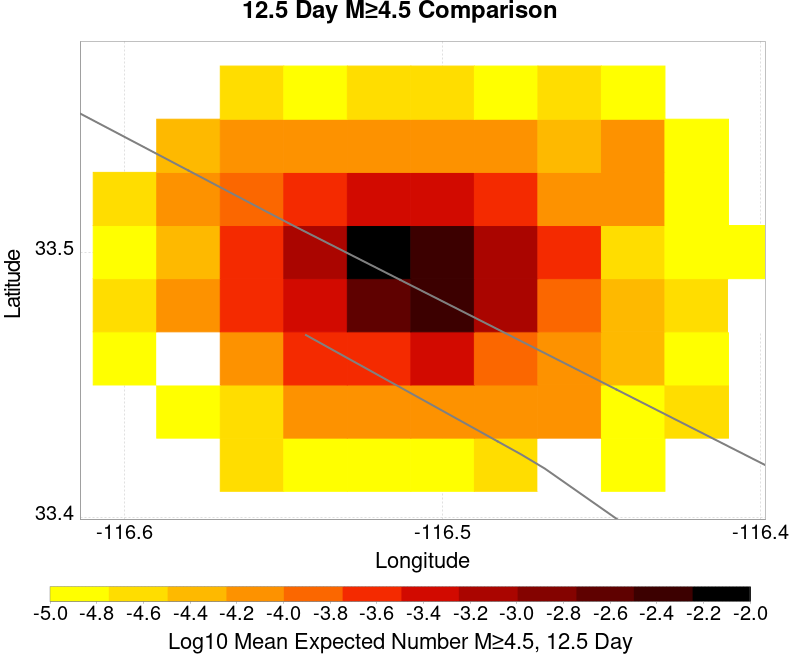 12.5 Day M≥4.5 Comparison
Latitude
33.5
33.4
-116.6 -116.5 -116.4
Longitude
-5.0 -4.8 -4.6 -4.4 -4.2 -4.0 -3.8 -3.6 -3.4 -3.2 -3.0 -2.8 -2.6 -2.4 -2.2 -2.0
Log10 Mean Expected Number M≥4.5, 12.5 Day